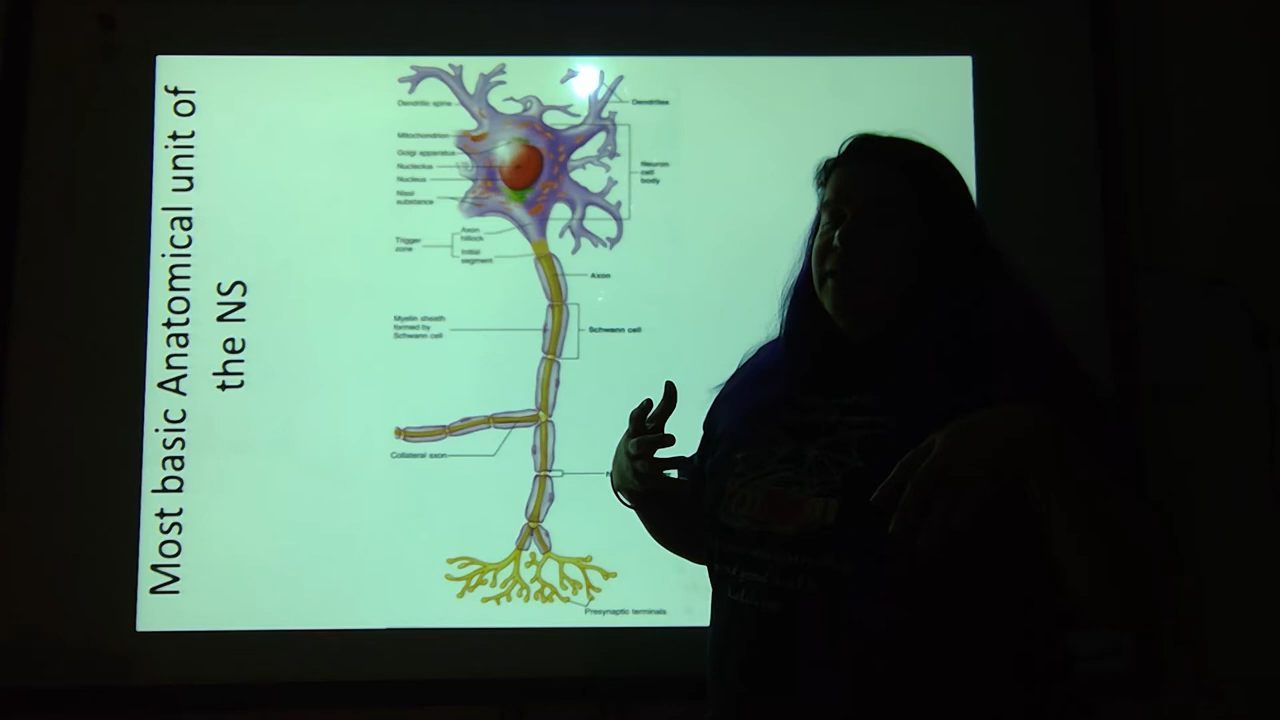 Most basic Anatomical unit of
the NS
Dendritic spine
Dendrites
Mitochondrion
Golgi apparatus
Nucleolus
Nucleus
Nissl
substance
Neuron
cell
body
Trigger
zone
Axon
hillock
Initial
segment
Axon
Myelin sheath
formed by
Schwann cell
Schwann cell
Collateral axon
N
Presynaptic terminals